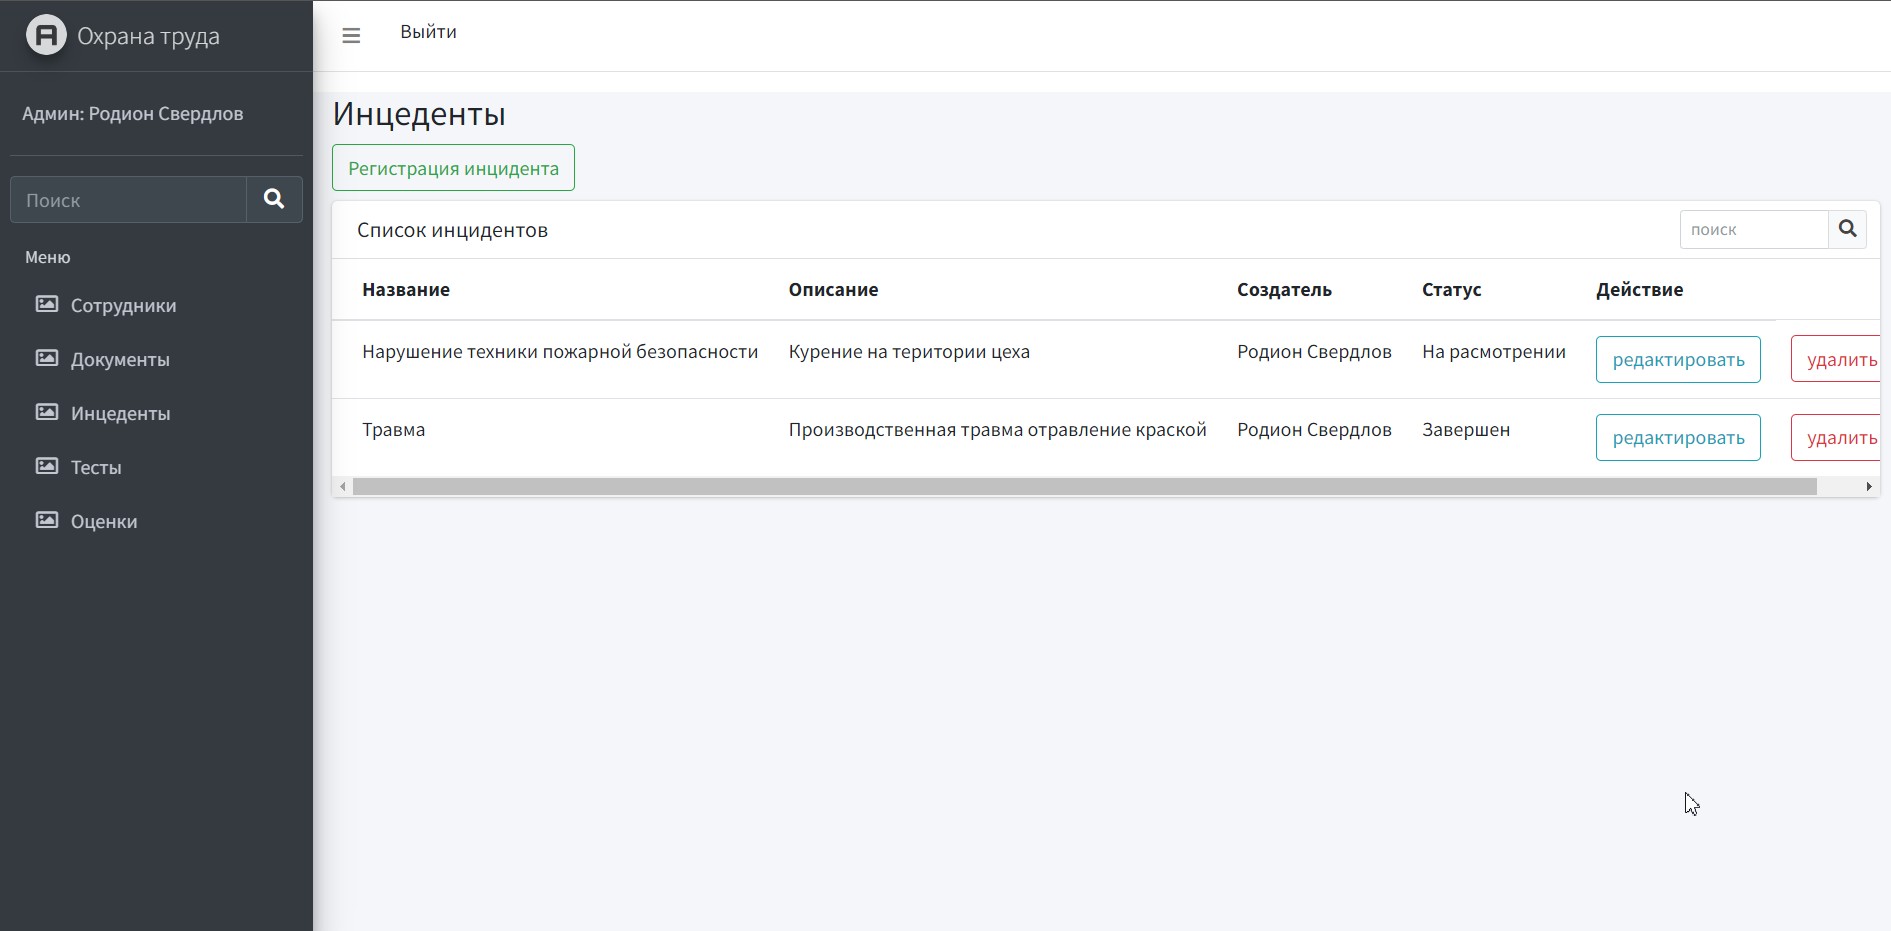 Охрана труда
Админ: Родион Свердлов
Поиск
Меню
Сотрудники
Документы
Инцеденты
Тесты
Оценки
Выйти
Инцеденты
Регистрация инцидента
Список инцидентов
поиск
Название Описание Создатель Статус Действие
Нарушение техники пожарной безопасности Курение на територии цеха Родион Свердлов На расмотрении редактировать удалить
Травма Производственная травма отравление краской Родион Свердлов Завершен редактировать удалить